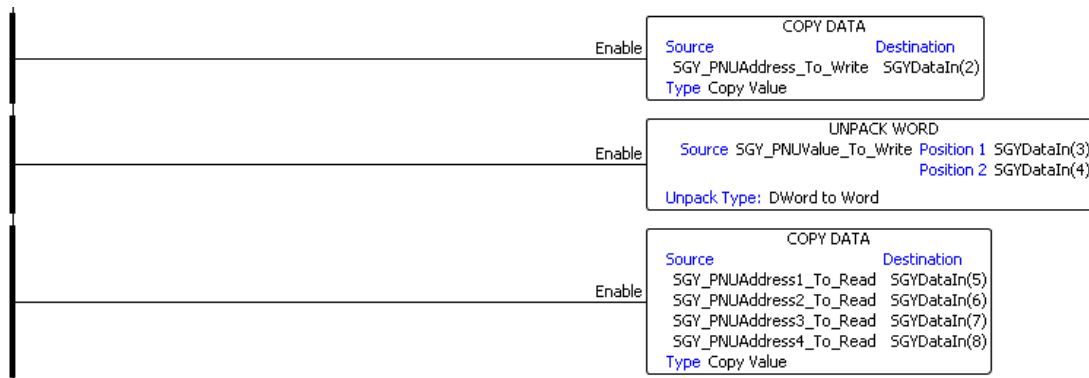 COPY DATA
Enable Source Destination
SGY_PNUAddress_To_Write SGYDataIn(2)
Type Copy Value
UNPACK WORD
Enable Source SGY_PNUValue_To_Write Position 1 SGYDataIn(3)
Position 2 SGYDataIn(4)
Unpack Type: DWord to Word
COPY DATA
Source Destination
SGY_PNUAddress1_To_Read SGYDataIn(5)
Enable SGY_PNUAddress2_To_Read SGYDataIn(6)
SGY_PNUAddress3_To_Read SGYDataIn(7)
SGY_PNUAddress4_To_Read SGYDataIn(8)
Type Copy Value